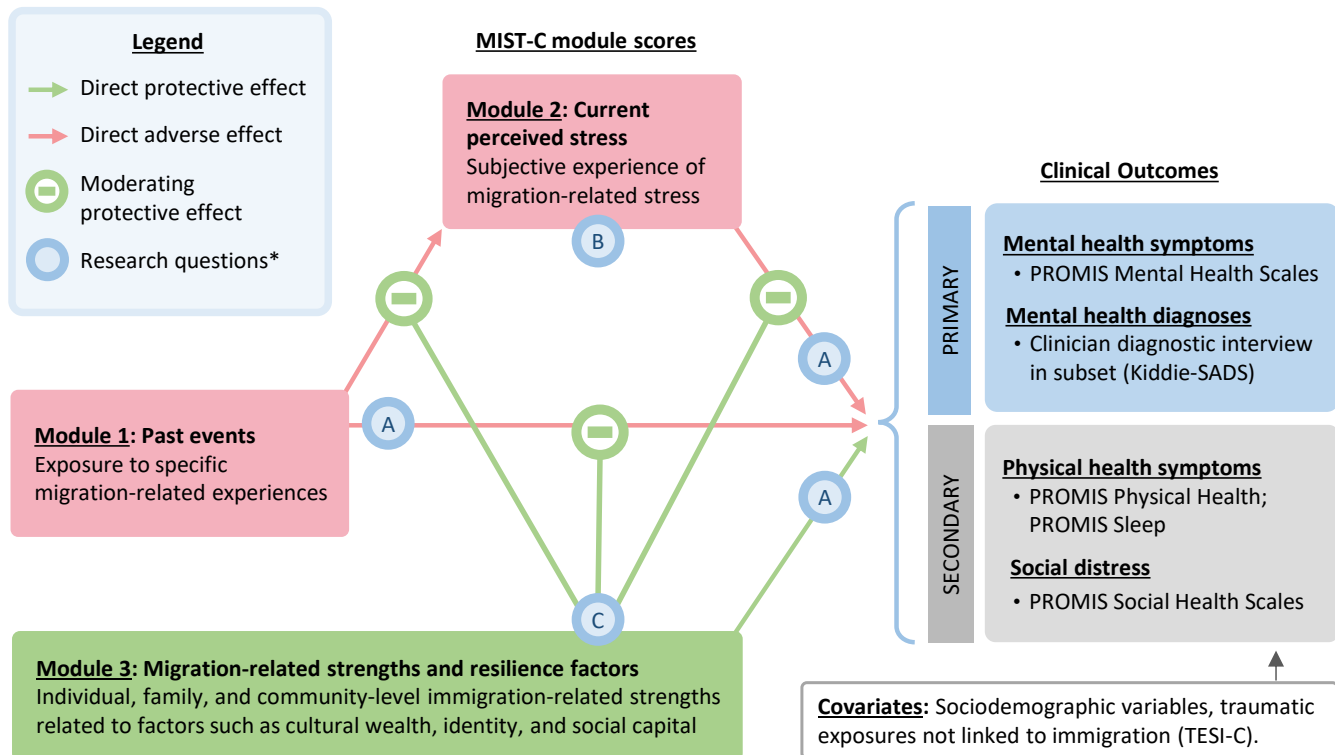 Legend
Direct protective effect
Direct adverse effect
Moderating
protective effect
Research questions*
MIST-C module scores
Module 2: Current
perceived stress
Subjective experience of
migration-related stress
B
A
Module 1: Past events
Exposure to specific
migration-related experiences
A
A
C
Module 3: Migration-related strengths and resilience factors
Individual, family, and community-level immigration-related strengths
related to factors such as cultural wealth, identity, and social capital
Clinical Outcomes
PRIMARY
Mental health symptoms
• PROMIS Mental Health Scales
Mental health diagnoses
• Clinician diagnostic interview
in subset (Kiddie-SADS)
SECONDARY
Physical health symptoms
• PROMIS Physical Health;
PROMIS Sleep
Social distress
• PROMIS Social Health Scales
Covariates: Sociodemographic variables, traumatic
exposures not linked to immigration (TESI-C).